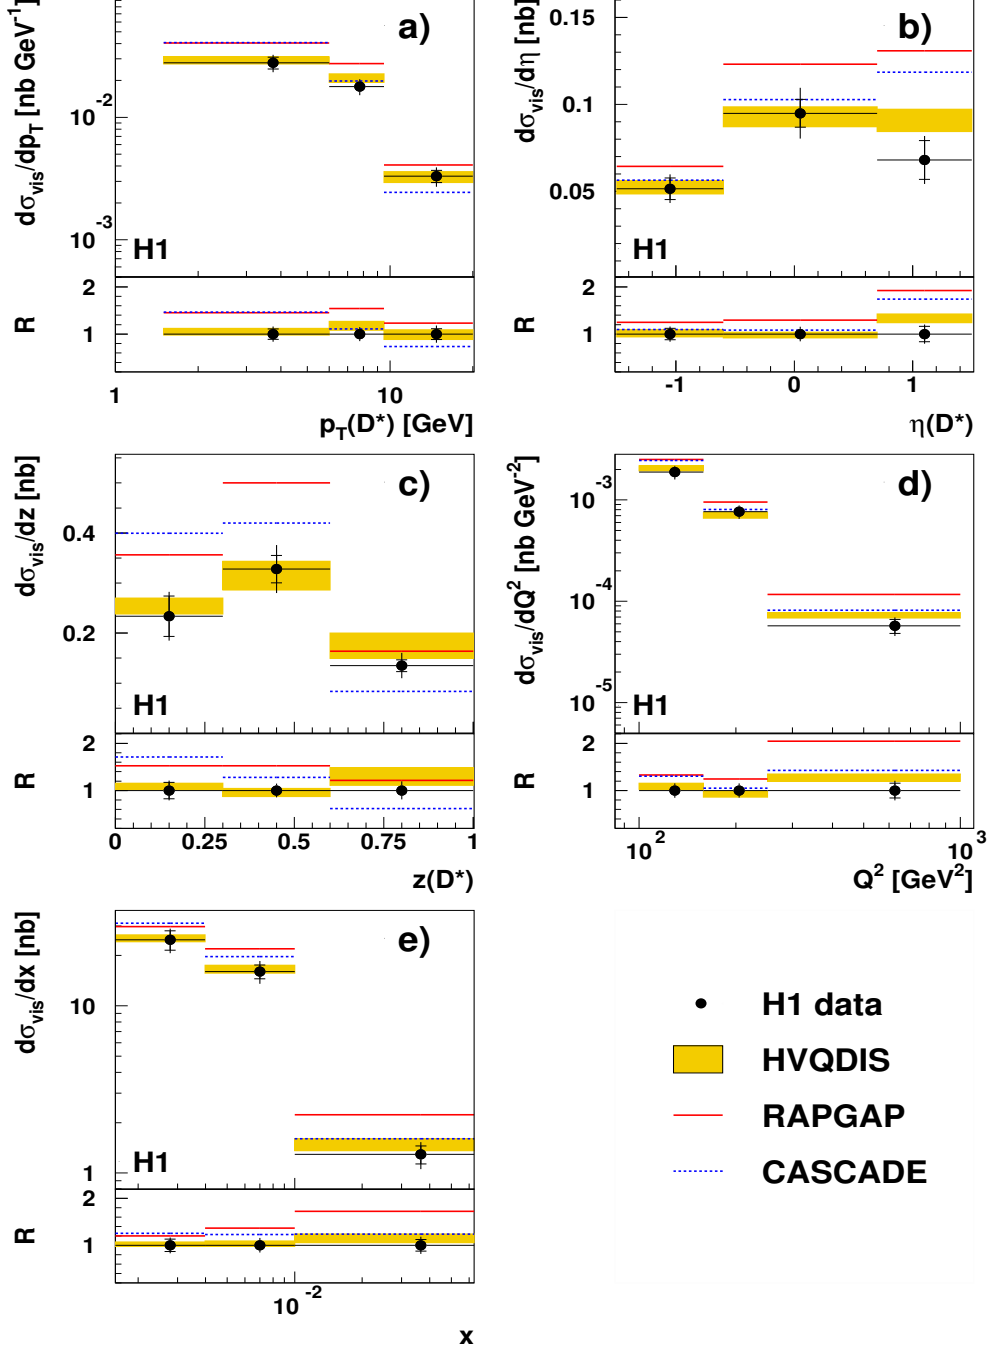 a)
dσvis/dpT [nb GeV-1]
10-2
10-3
H1
R
2
1
1
10
pT(D*) [GeV]
b)
dσvis/dη [nb]
0.15
0.1
0.05
H1
R
2
1
-1
0
1
η(D*)
c)
dσvis/dz [nb]
0.4
0.2
H1
R
2
1
0
0.25
0.5
0.75
1
z(D*)
d)
dσvis/dQ2 [nb GeV-2]
10-3
10-4
10-5
H1
R
2
1
10 2
10 3
Q2 [GeV2]
e)
dσvis/dx [nb]
10
1
H1
R
2
1
10 -2
x
H1 data
HVQDIS
RAPGAP
CASCADE